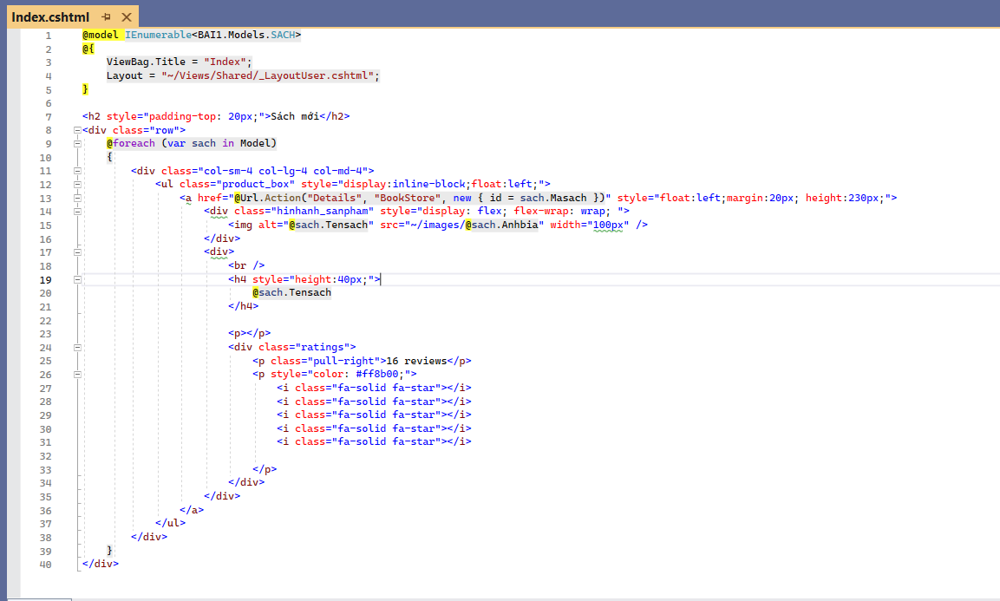 Index.cshtml
1 @model IEnumerable<BAI1.Models.SACH>
2 @{
3 ViewBag.Title = "Index";
4 Layout = "~/Views/Shared/_LayoutUser.cshtml";
5 }
6
7 <h2 style="padding-top: 20px;">Sách mới</h2>
8 <div class="row">
9 @foreach (var sach in Model)
10 {
11 <div class="col-sm-4 col-lg-4 col-md-4">
12 <ul class="product_box" style="display:inline-block;float:left;">
13 <a href="@Url.Action("Details", "BookStore", new { id = sach.Masach })" style="float:left;margin:20px; height:230px;">
14 <div class="hinhanh_sanpham" style="display: flex; flex-wrap: wrap; ">
15 <img alt="@sach.Tensach" src="~/images/@sach.Anhbia" width="100px" />
16 </div>
17 <div>
18 <br />
19 <h4 style="height:40px;">
20 @sach.Tensach
21 </h4>
22
23 <p></p>
24 <div class="ratings">
25 <p class="pull-right">16 reviews</p>
26 <p style="color: #ff8b00;">
27 <i class="fa-solid fa-star"></i>
28 <i class="fa-solid fa-star"></i>
29 <i class="fa-solid fa-star"></i>
30 <i class="fa-solid fa-star"></i>
31 <i class="fa-solid fa-star"></i>
32
33 </p>
34 </div>
35 </div>
36 </a>
37 </ul>
38 </div>
39 }
40 </div>